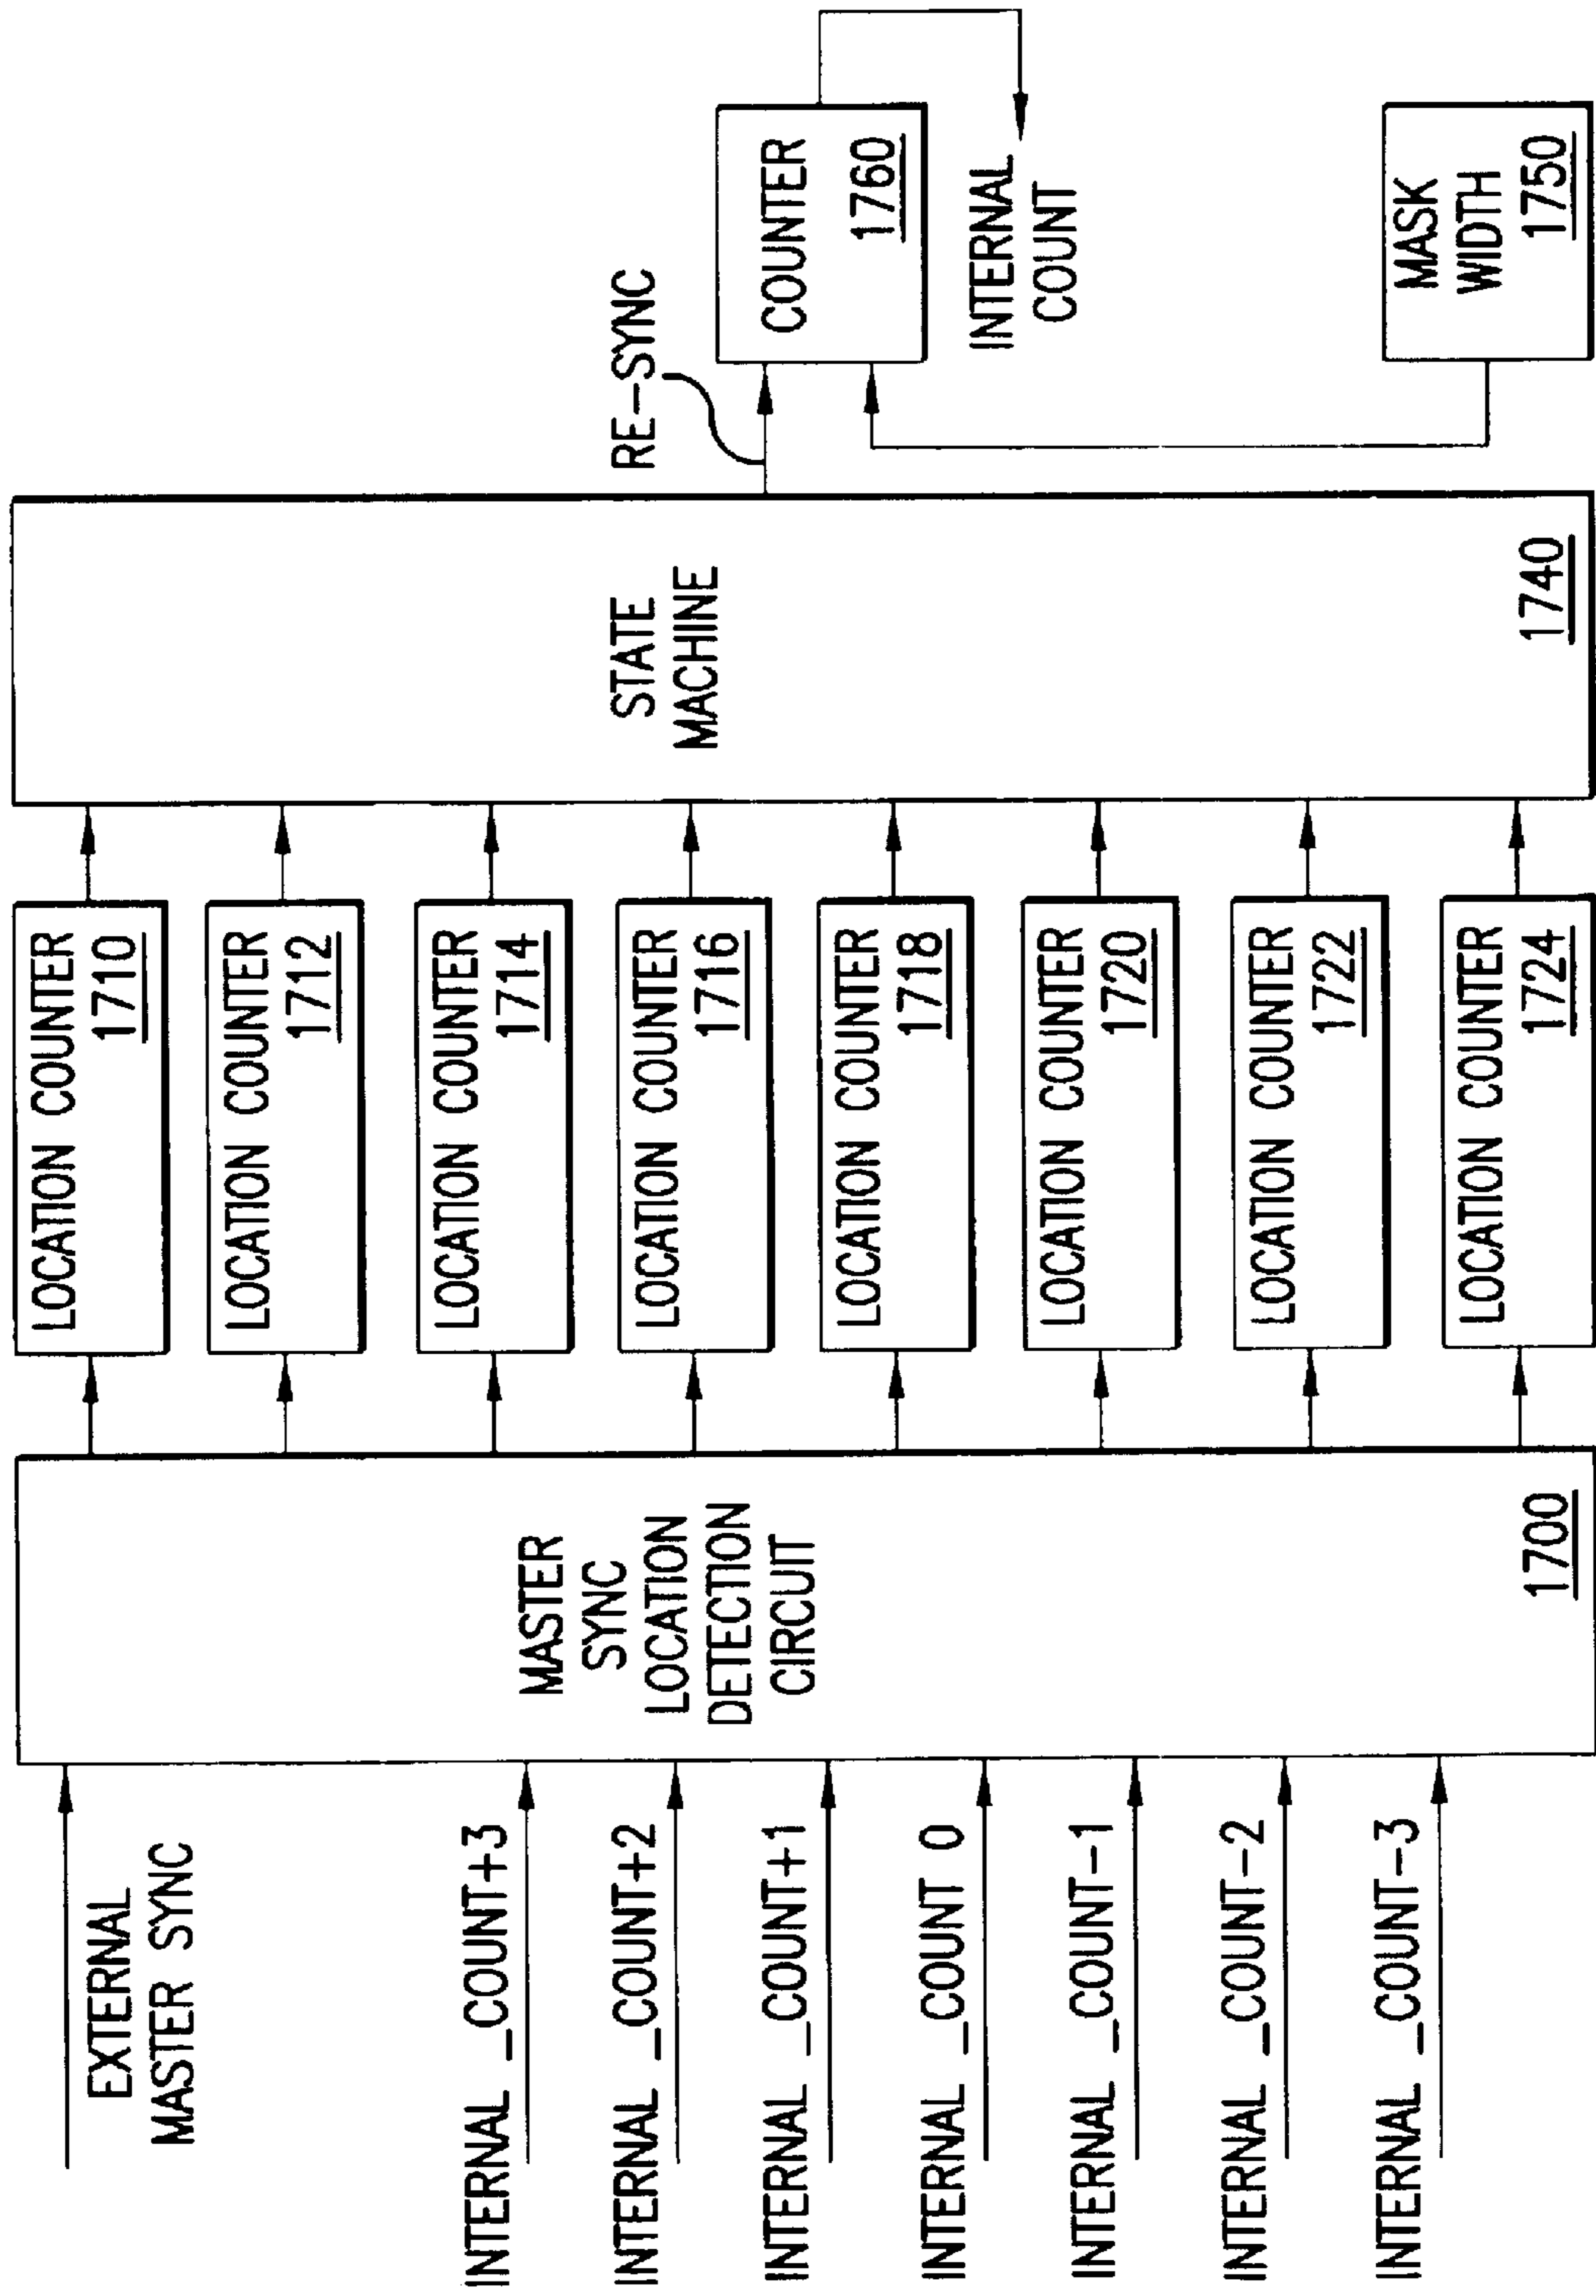 EXTERNAL
MASTER SYNC
INTERNAL _COUNT+3
INTERNAL _COUNT+2
INTERNAL _COUNT+1
INTERNAL _COUNT 0
INTERNAL _COUNT-1
INTERNAL _COUNT-2
INTERNAL _COUNT-3
MASTER
SYNC
LOCATION
DETECTION
CIRCUIT
1700
LOCATION COUNTER
1710
LOCATION COUNTER
1712
LOCATION COUNTER
1714
LOCATION COUNTER
1716
LOCATION COUNTER
1718
LOCATION COUNTER
1720
LOCATION COUNTER
1722
LOCATION COUNTER
1724
STATE
MACHINE
1740
RE-SYNC
COUNTER
1760
INTERNAL
COUNT
MASK
WIDTH
1750